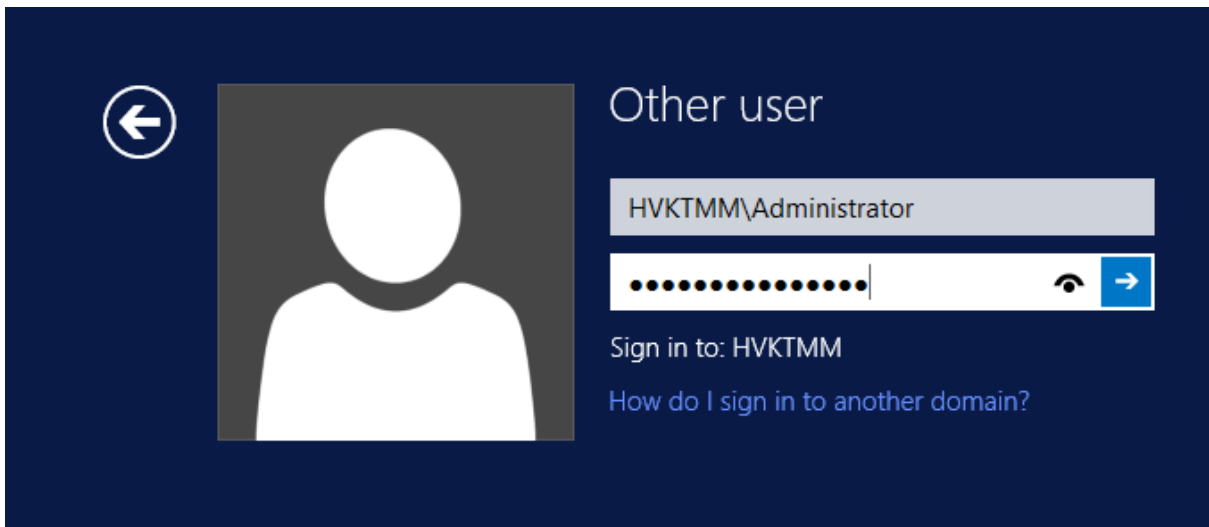 Other user
HVKTMM\Administrator
●●●●●●●●●●●●●●●
Sign in to: HVKTMM
How do I sign in to another domain?